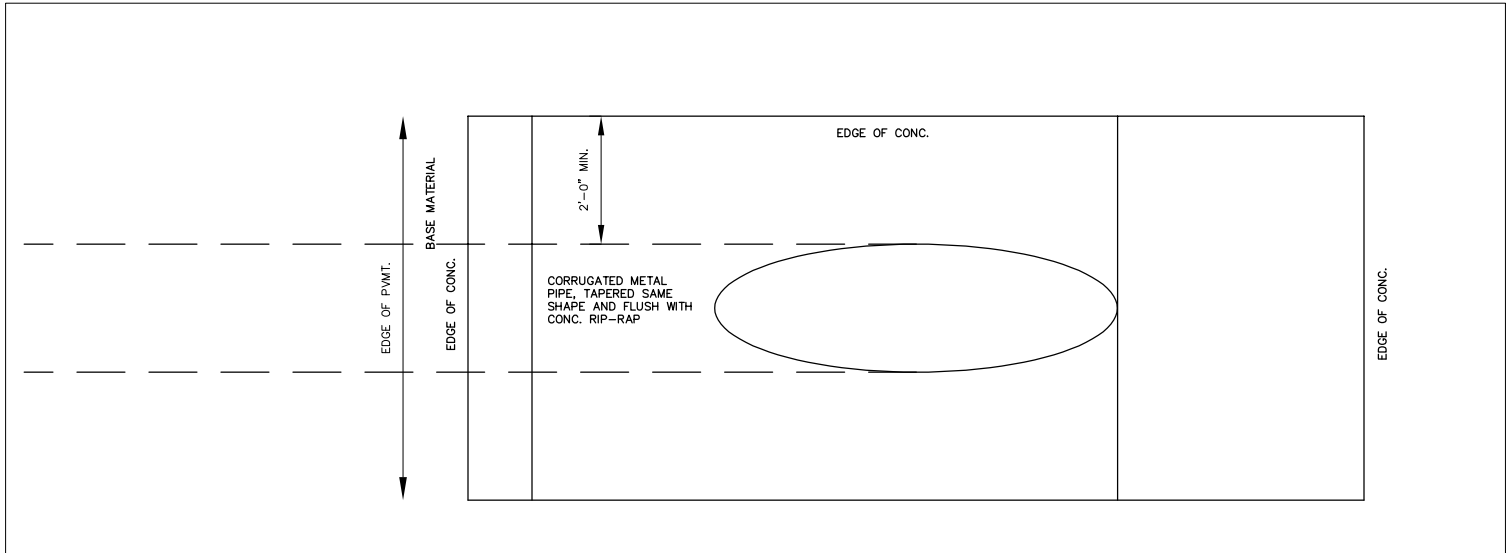 EDGE OF CONC.
2'-0" MIN.
BASE MATERIAL
EDGE OF PVMT.
EDGE OF CONC.
CORRUGATED METAL
PIPE, TAPERED SAME
SHAPE AND FLUSH WITH
CONC. RIP-RAP
EDGE OF CONC.